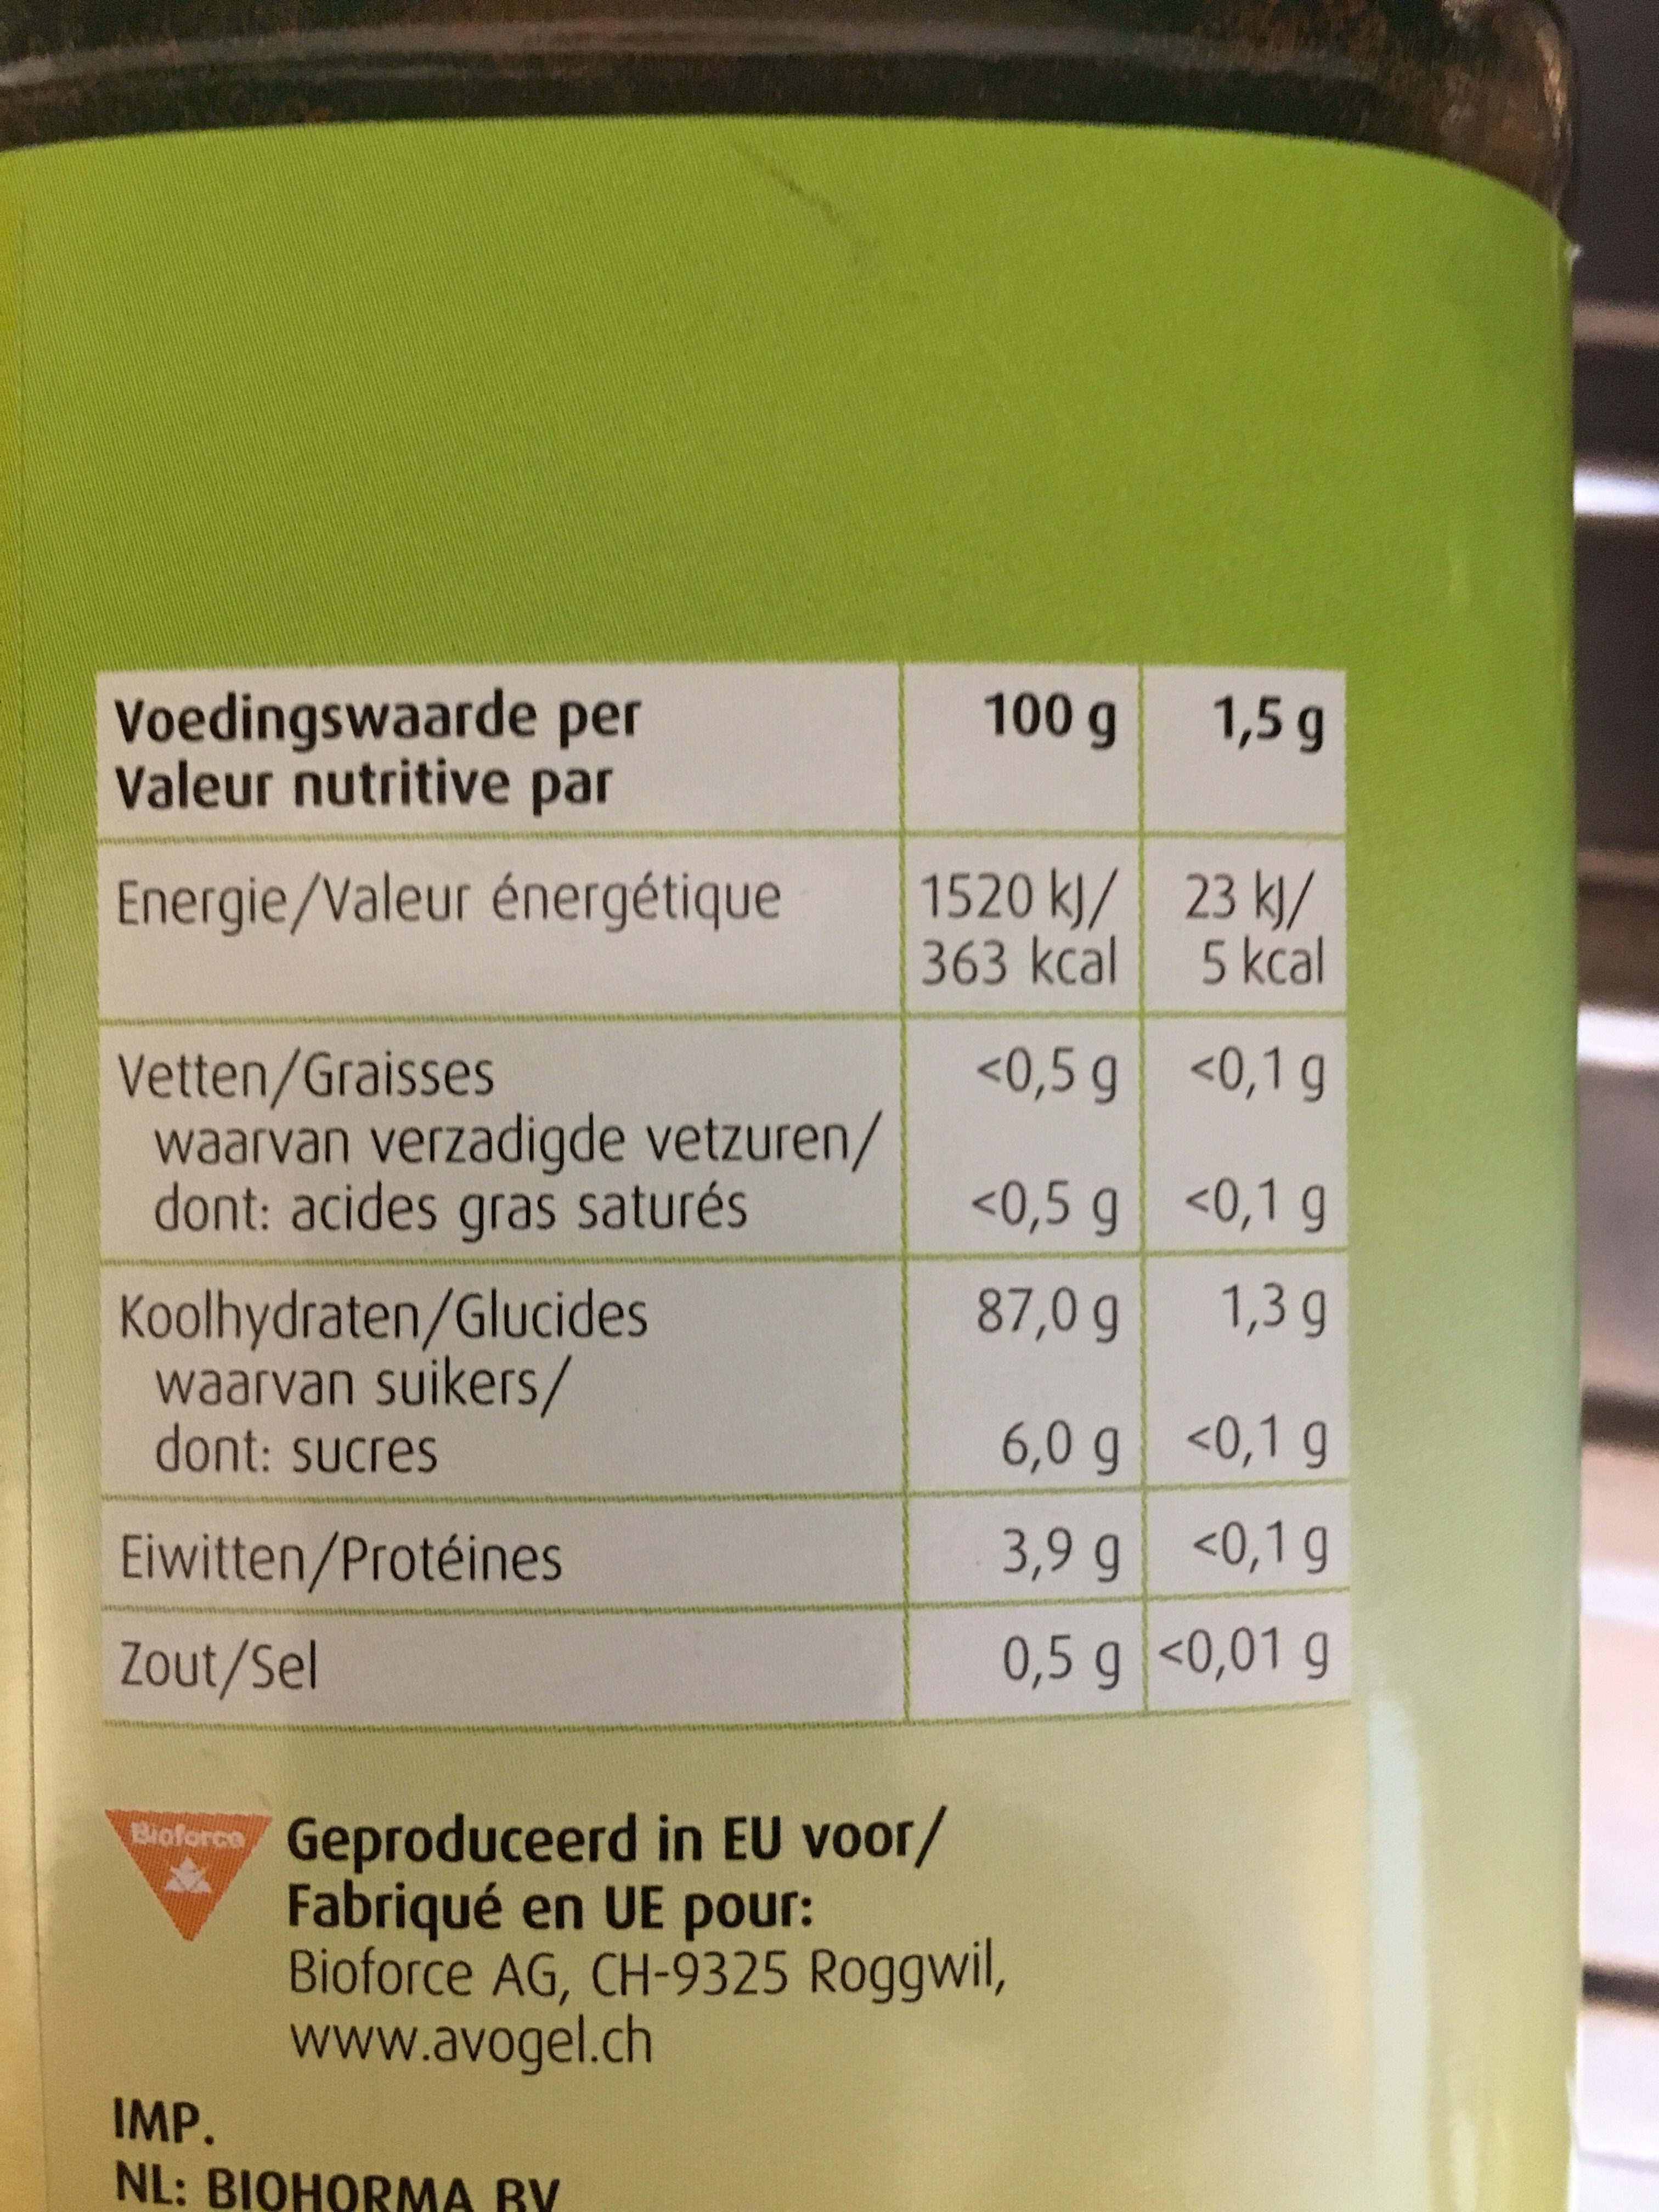 Voedingswaarde per 100 g 1,5 g
Valeur nutritive par
Energie/Valeur énergétique 1520 kJ/ 23 kJ/
363 kcal 5 kcal
Vetten/Graisses <0,5 g <0,1 g
waarvan verzadigde vetzuren/
dont: acides gras saturés <0,5 g <0,1 g
Koolhydraten/Glucides 87,0 g 1,3 g
waarvan suikers/
dont: sucres 6,0 g <0,1 g
Eiwitten/Protéines 3,9 g <0,1 g
Zout/Sel 0,5 g <0,01 g
Bioforce
Geproduceerd in EU voor/
Fabriqué en UE pour:
Bioforce AG, CH-9325 Roggwil,
www.avogel.ch
IMP.
NL: BIOHORMA BV